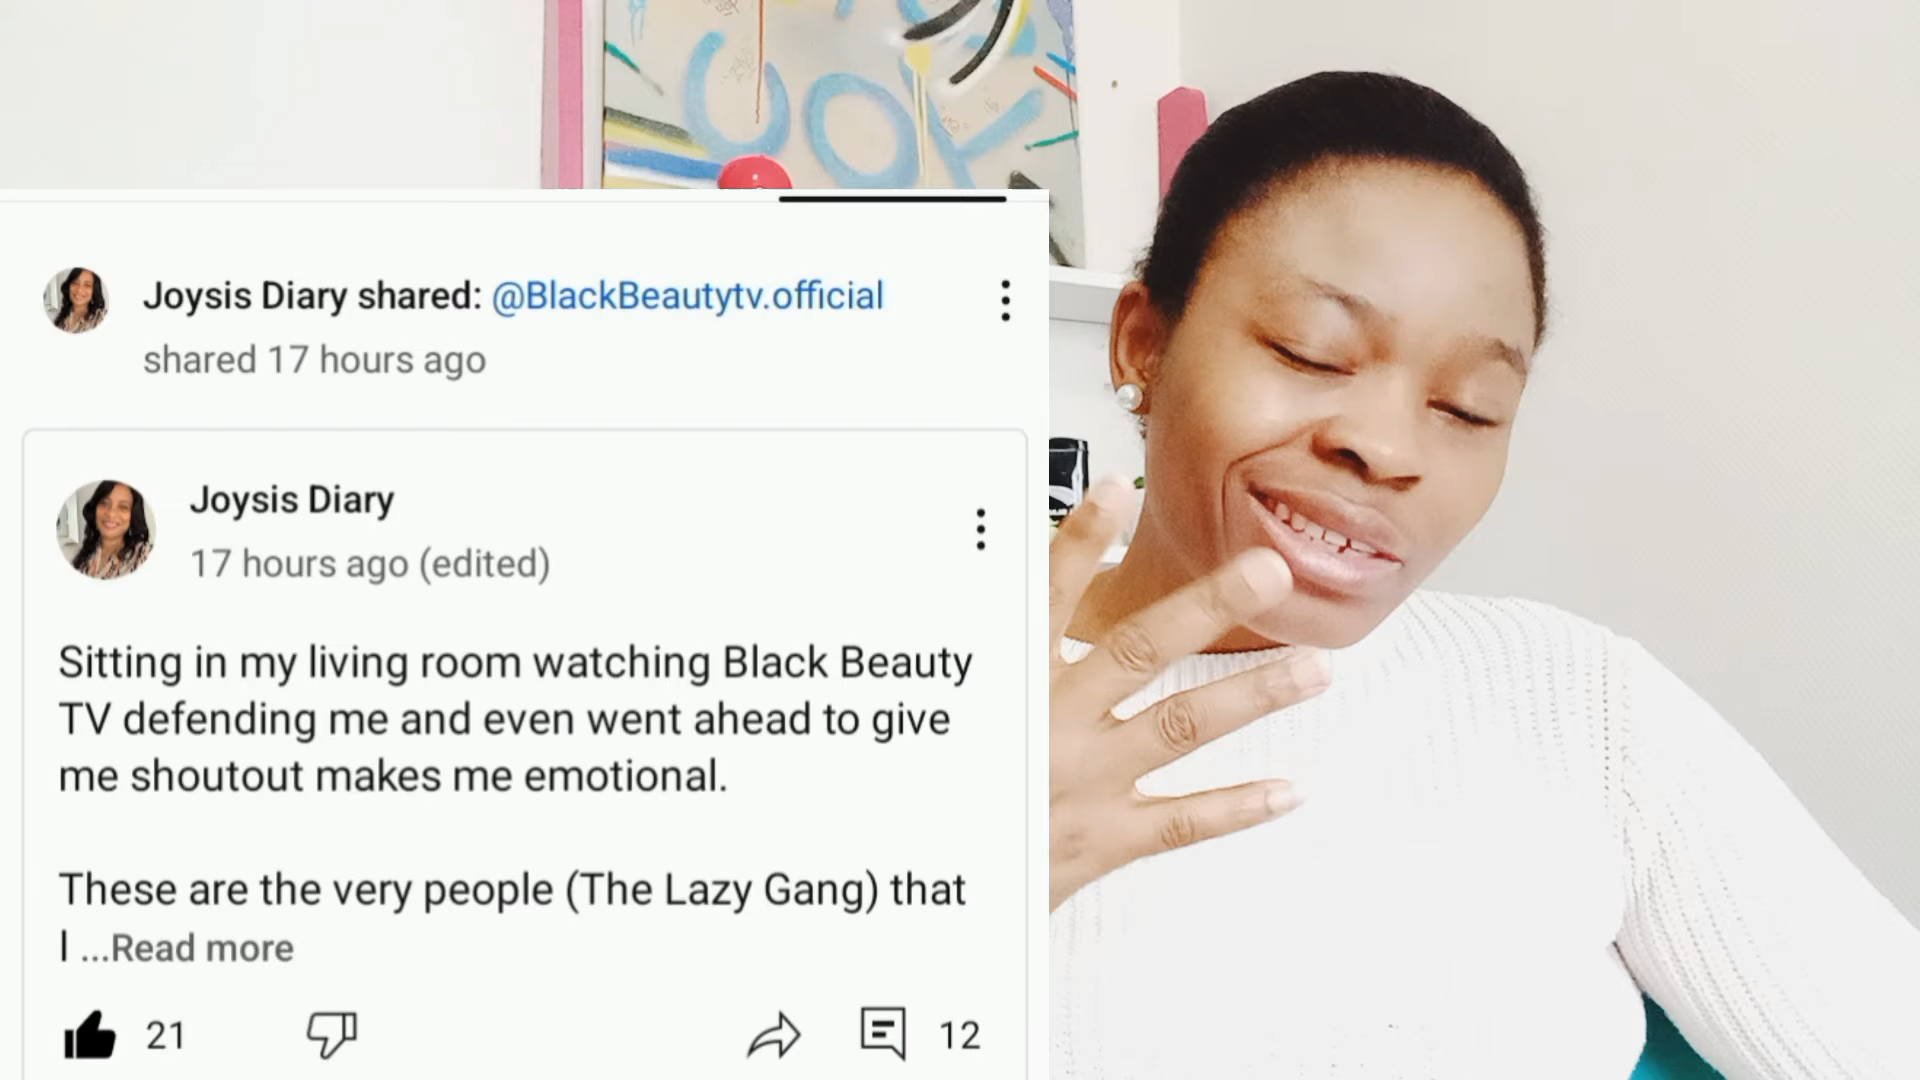 Joysis Diary shared: @BlackBeautytv.official
shared 17 hours ago
Joysis Diary
17 hours ago (edited)
Sitting in my living room watching Black Beauty
TV defending me and even went ahead to give
me shoutout makes me emotional.
These are the very people (The Lazy Gang) that
I ...Read more
21
12